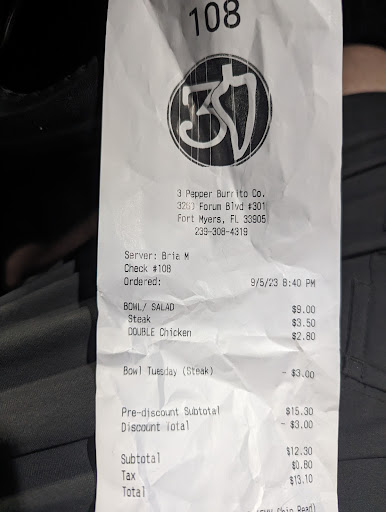 108
3 Pepper Burrito Co.
Forum Blvd #301
Fort Myers, FL 33905
239-308-4319
Server: Bria M
Check #108
Ordered: 9/5/23 8:40 PM
BOWL/ SALAD $9.00
Steak $3.50
DOUBLE Chicken $2.80
Bowl Tuesday (Steak) - $3.00
Pre-discount Subtotal $15.30
Discount Total - $3.00
Subtotal $12.30
Tax $0.80
Total $13.10